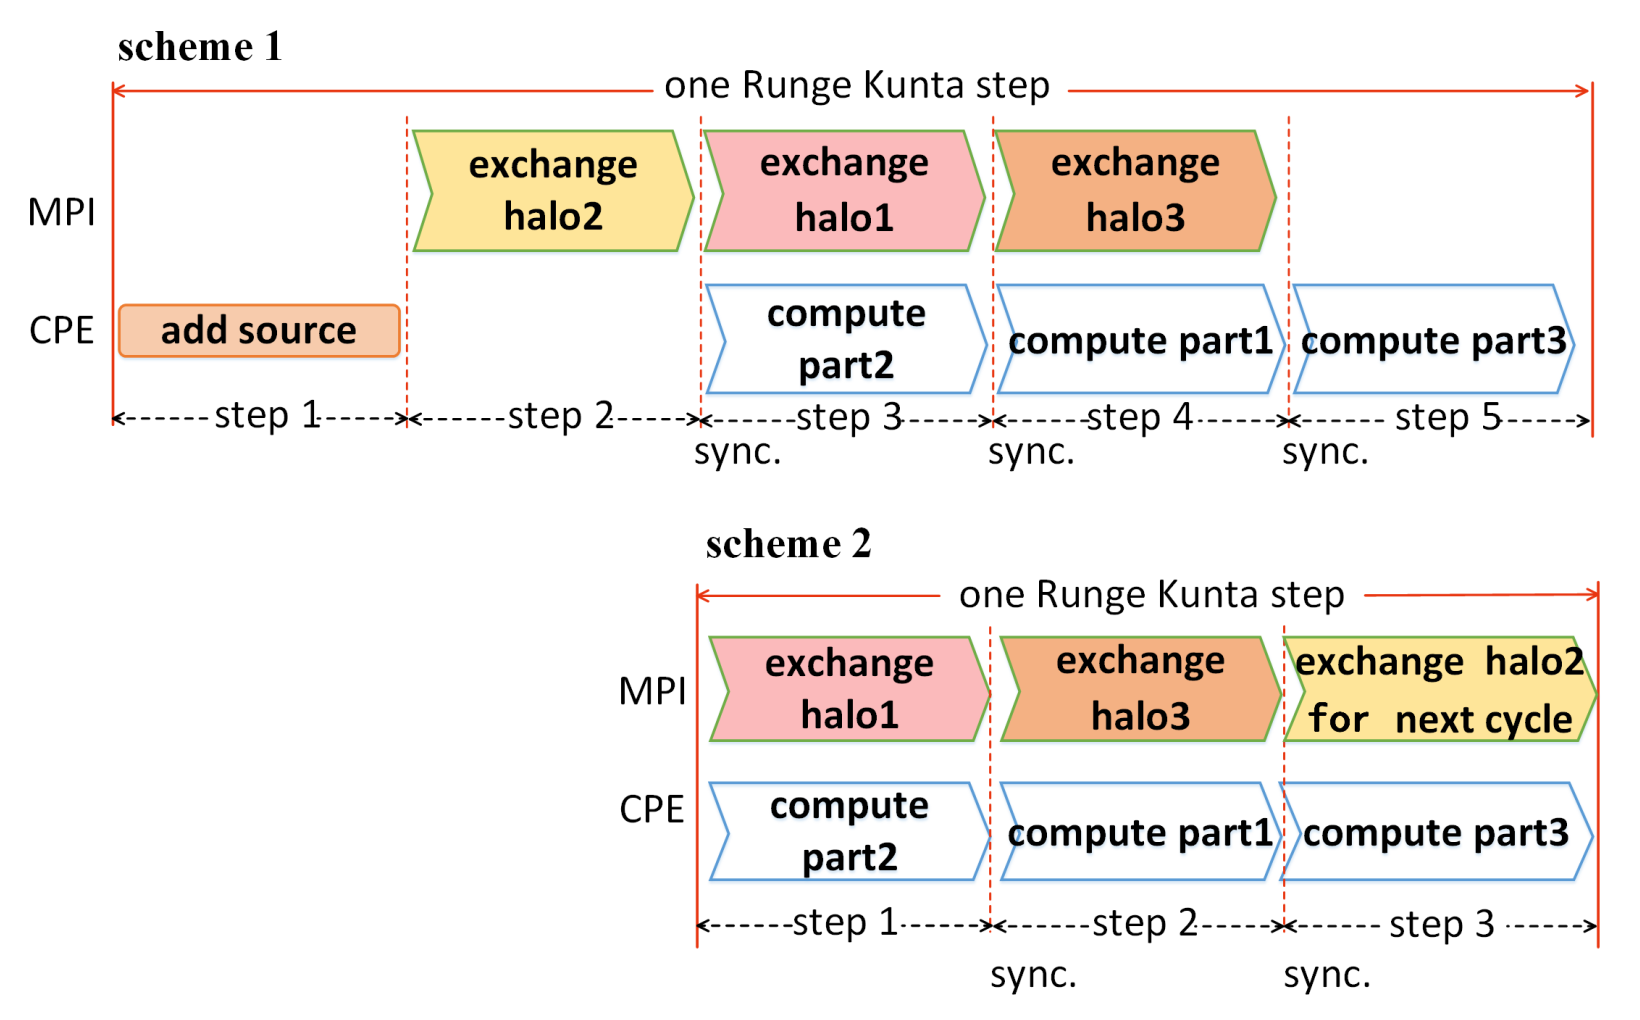 scheme 1
one Runge Kunta step
MPI
exchange
halo2
exchange
halo1
exchange
halo3
CPE
add source
compute
part2
compute part1
compute part3
step 1
step 2
step 3
step 4
step 5
sync.
sync.
sync.
scheme 2
one Runge Kunta step
MPI
exchange
halo1
exchange
halo3
exchange halo2
for next cycle
CPE
compute
part2
compute part1
compute part3
step 1
step 2
step 3
sync.
sync.